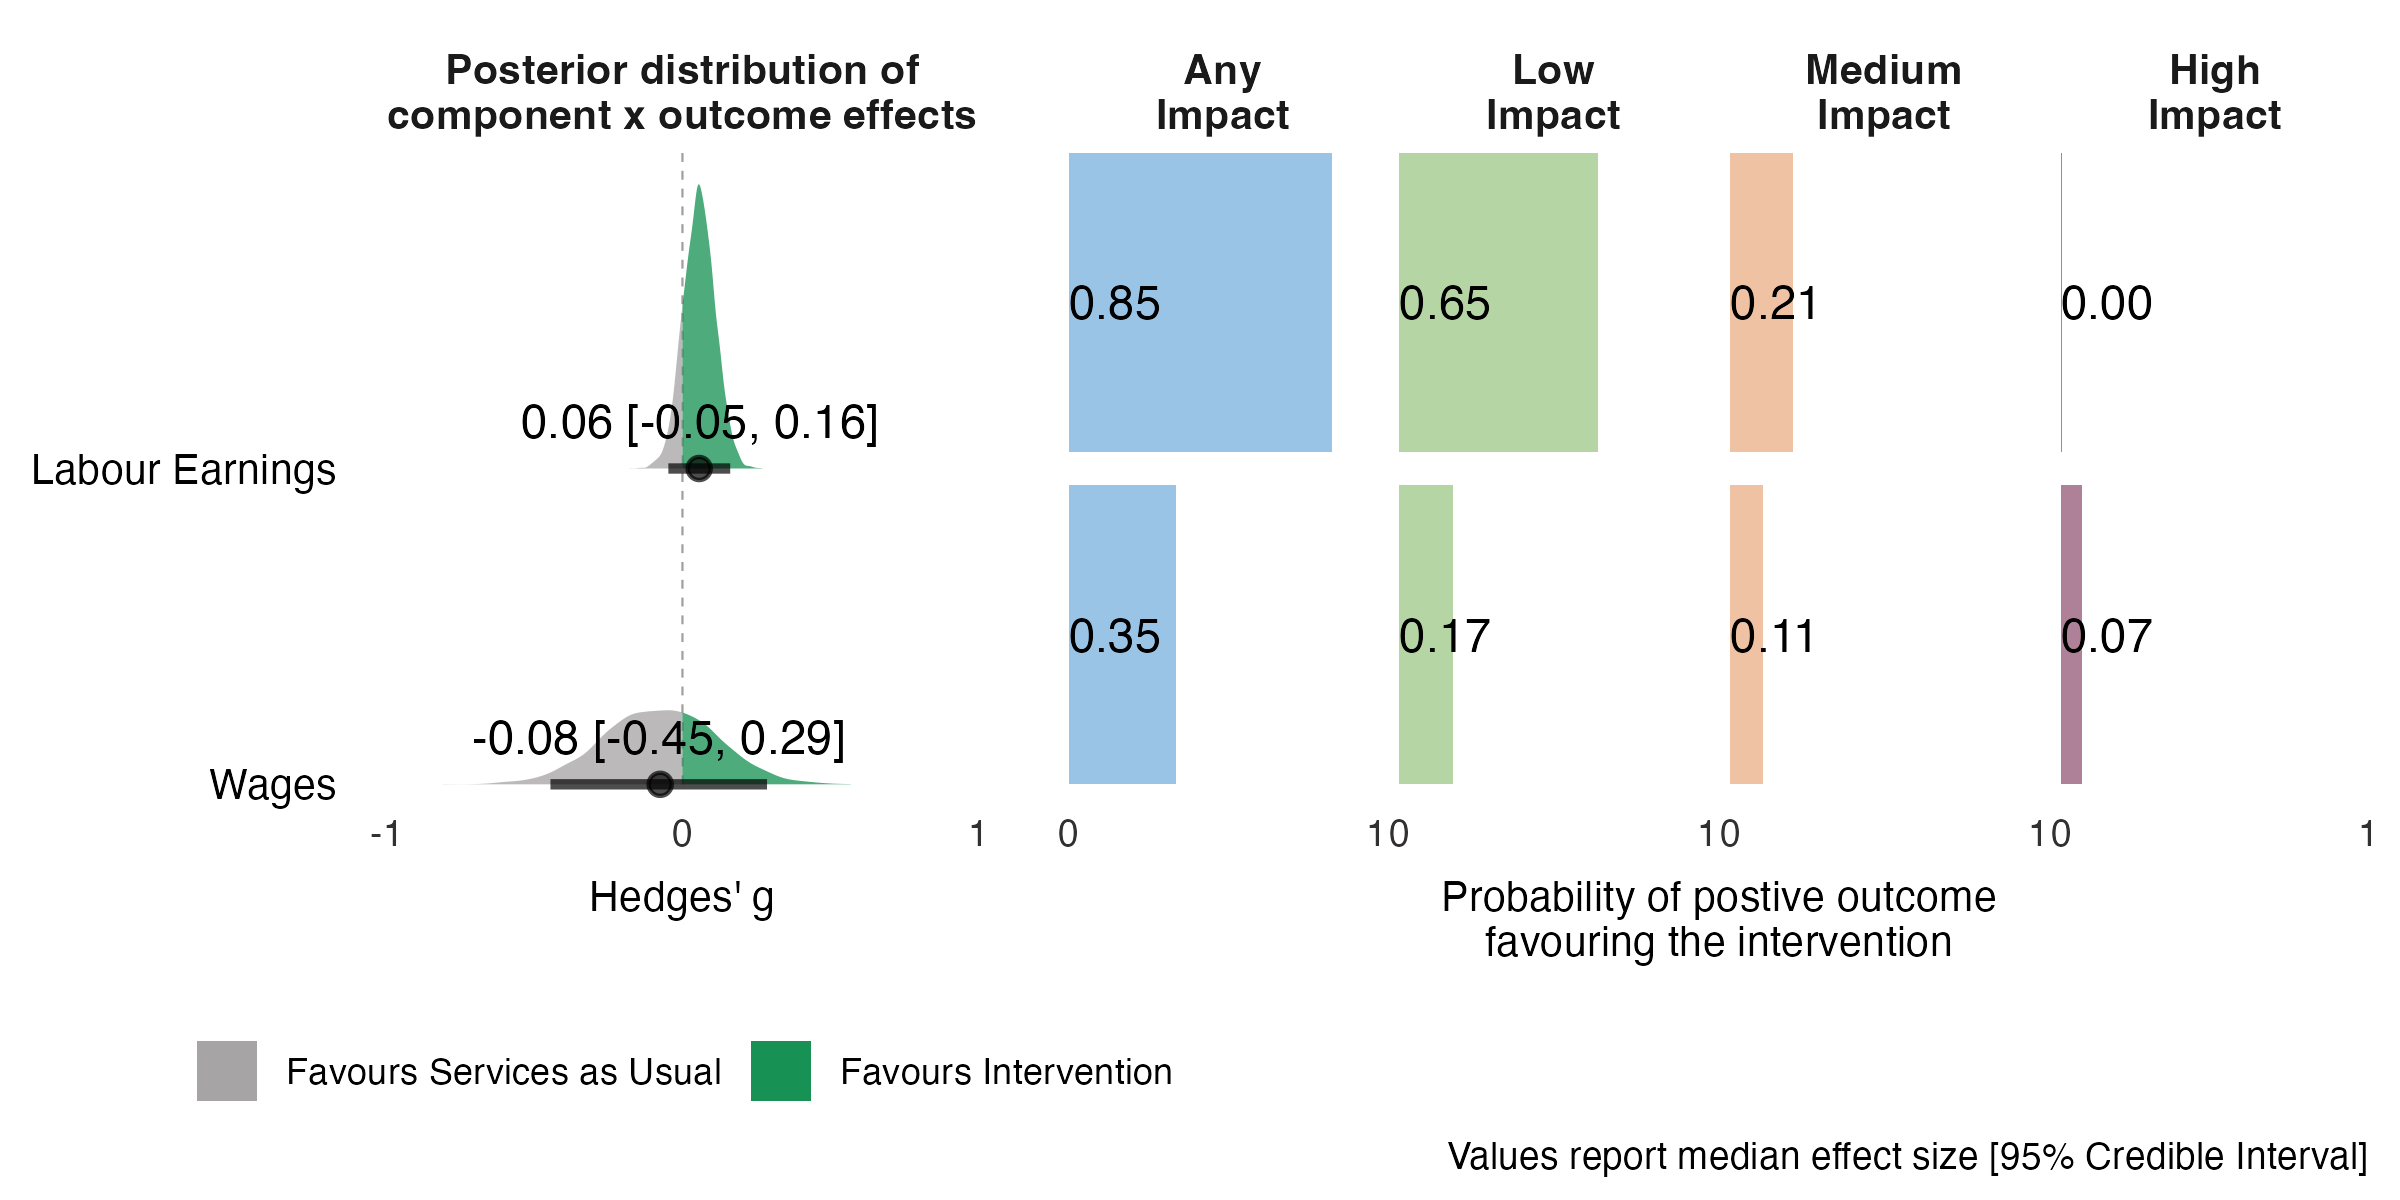 Posterior distribution of
component x outcome effects
Any
Impact
Low
Impact
Medium
Impact
High
Impact
Labour Earnings
0.06 [-0.05, 0.16]
0.85
0.65
0.21
0.00
Wages
-0.08 [-0.45, 0.29]
0.35
0.17
0.11
0.07
-1 0 1
0 10 10 10 1
Hedges' g
Probability of postive outcome
favouring the intervention
Favours Services as Usual
Favours Intervention
Values report median effect size [95% Credible Interval]